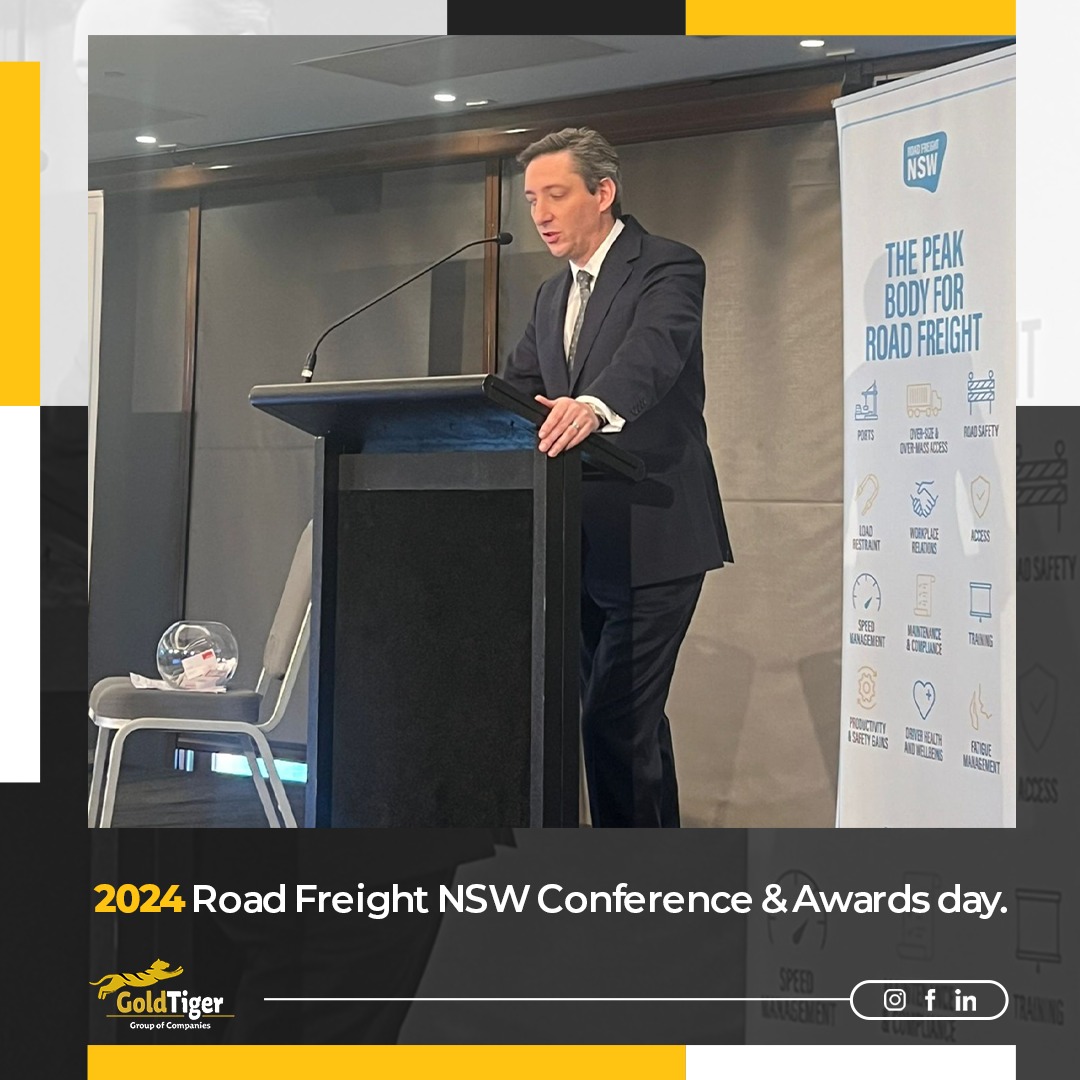 ROAD FREIGHT
NSW
THE PEAK
BODY FOR
ROAD FREIGHT
PORTS
OVER-SIZE &
OVER-MASS ACCESS
ROAD SAFETY
LOAD
RESTRAINT
WORKPLACE
RELATIONS
ACCESS
SPEED
MANAGEMENT
MAINTENANCE
& COMPLIANCE
TRAINING
PRODUCTIVITY
& SAFETY GAINS
DRIVER HEALTH
AND WELLBEING
FATIGUE
MANAGEMENT
T
AD SAFETY
ACCESS
SPEED
MANAGEMENT
& COMPLIANCE
TRAINING
2024 Road Freight NSW Conference & Awards day.
GoldTiger
Group of Companies
f in